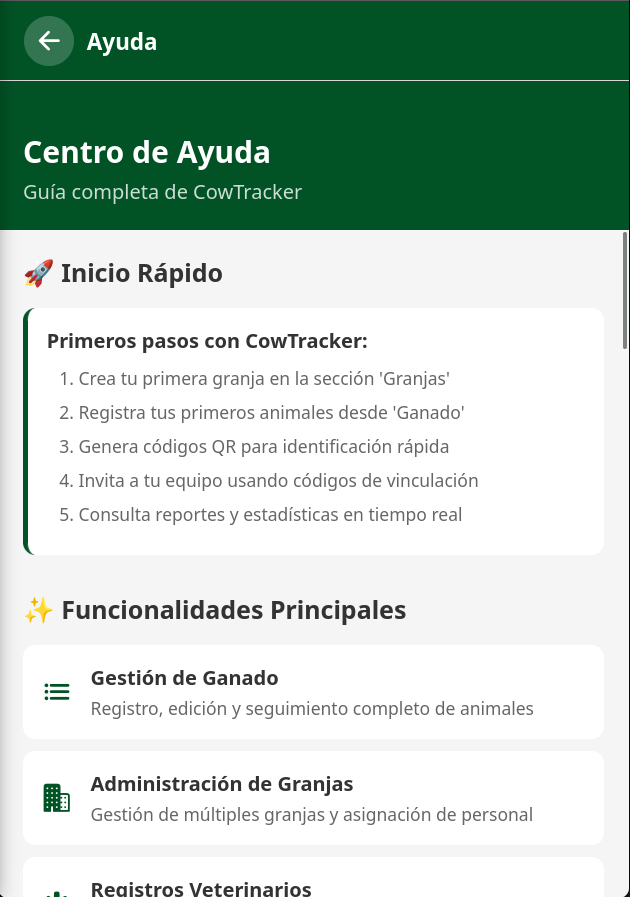 Ayuda
Centro de Ayuda
Guía completa de CowTracker
🚀 Inicio Rápido
Primeros pasos con CowTracker:
1. Crea tu primera granja en la sección 'Granjas'
2. Registra tus primeros animales desde 'Ganado'
3. Genera códigos QR para identificación rápida
4. Invita a tu equipo usando códigos de vinculación
5. Consulta reportes y estadísticas en tiempo real
✨ Funcionalidades Principales
Gestión de Ganado
Registro, edición y seguimiento completo de animales
Administración de Granjas
Gestión de múltiples granjas y asignación de personal
Registros Veterinarios